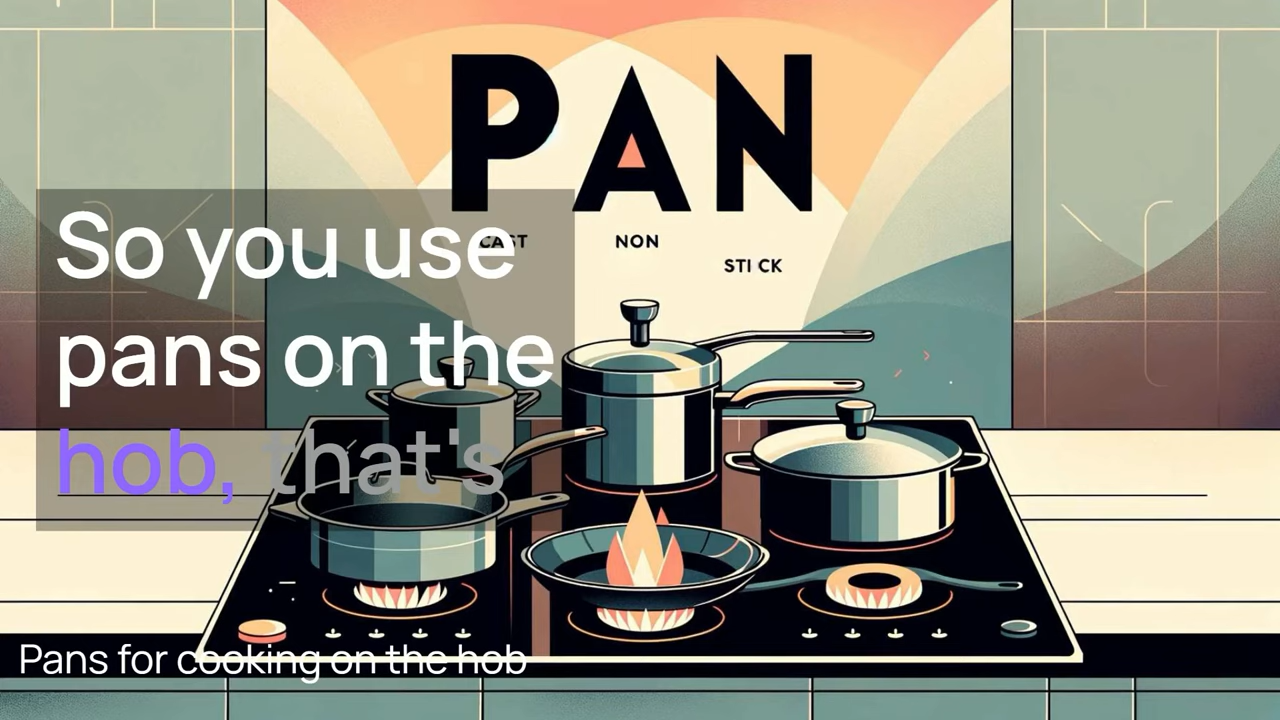 PAN
CAST NON
STI CK
So you use
pans on the
hob, that's
Pans for cooking on the hob